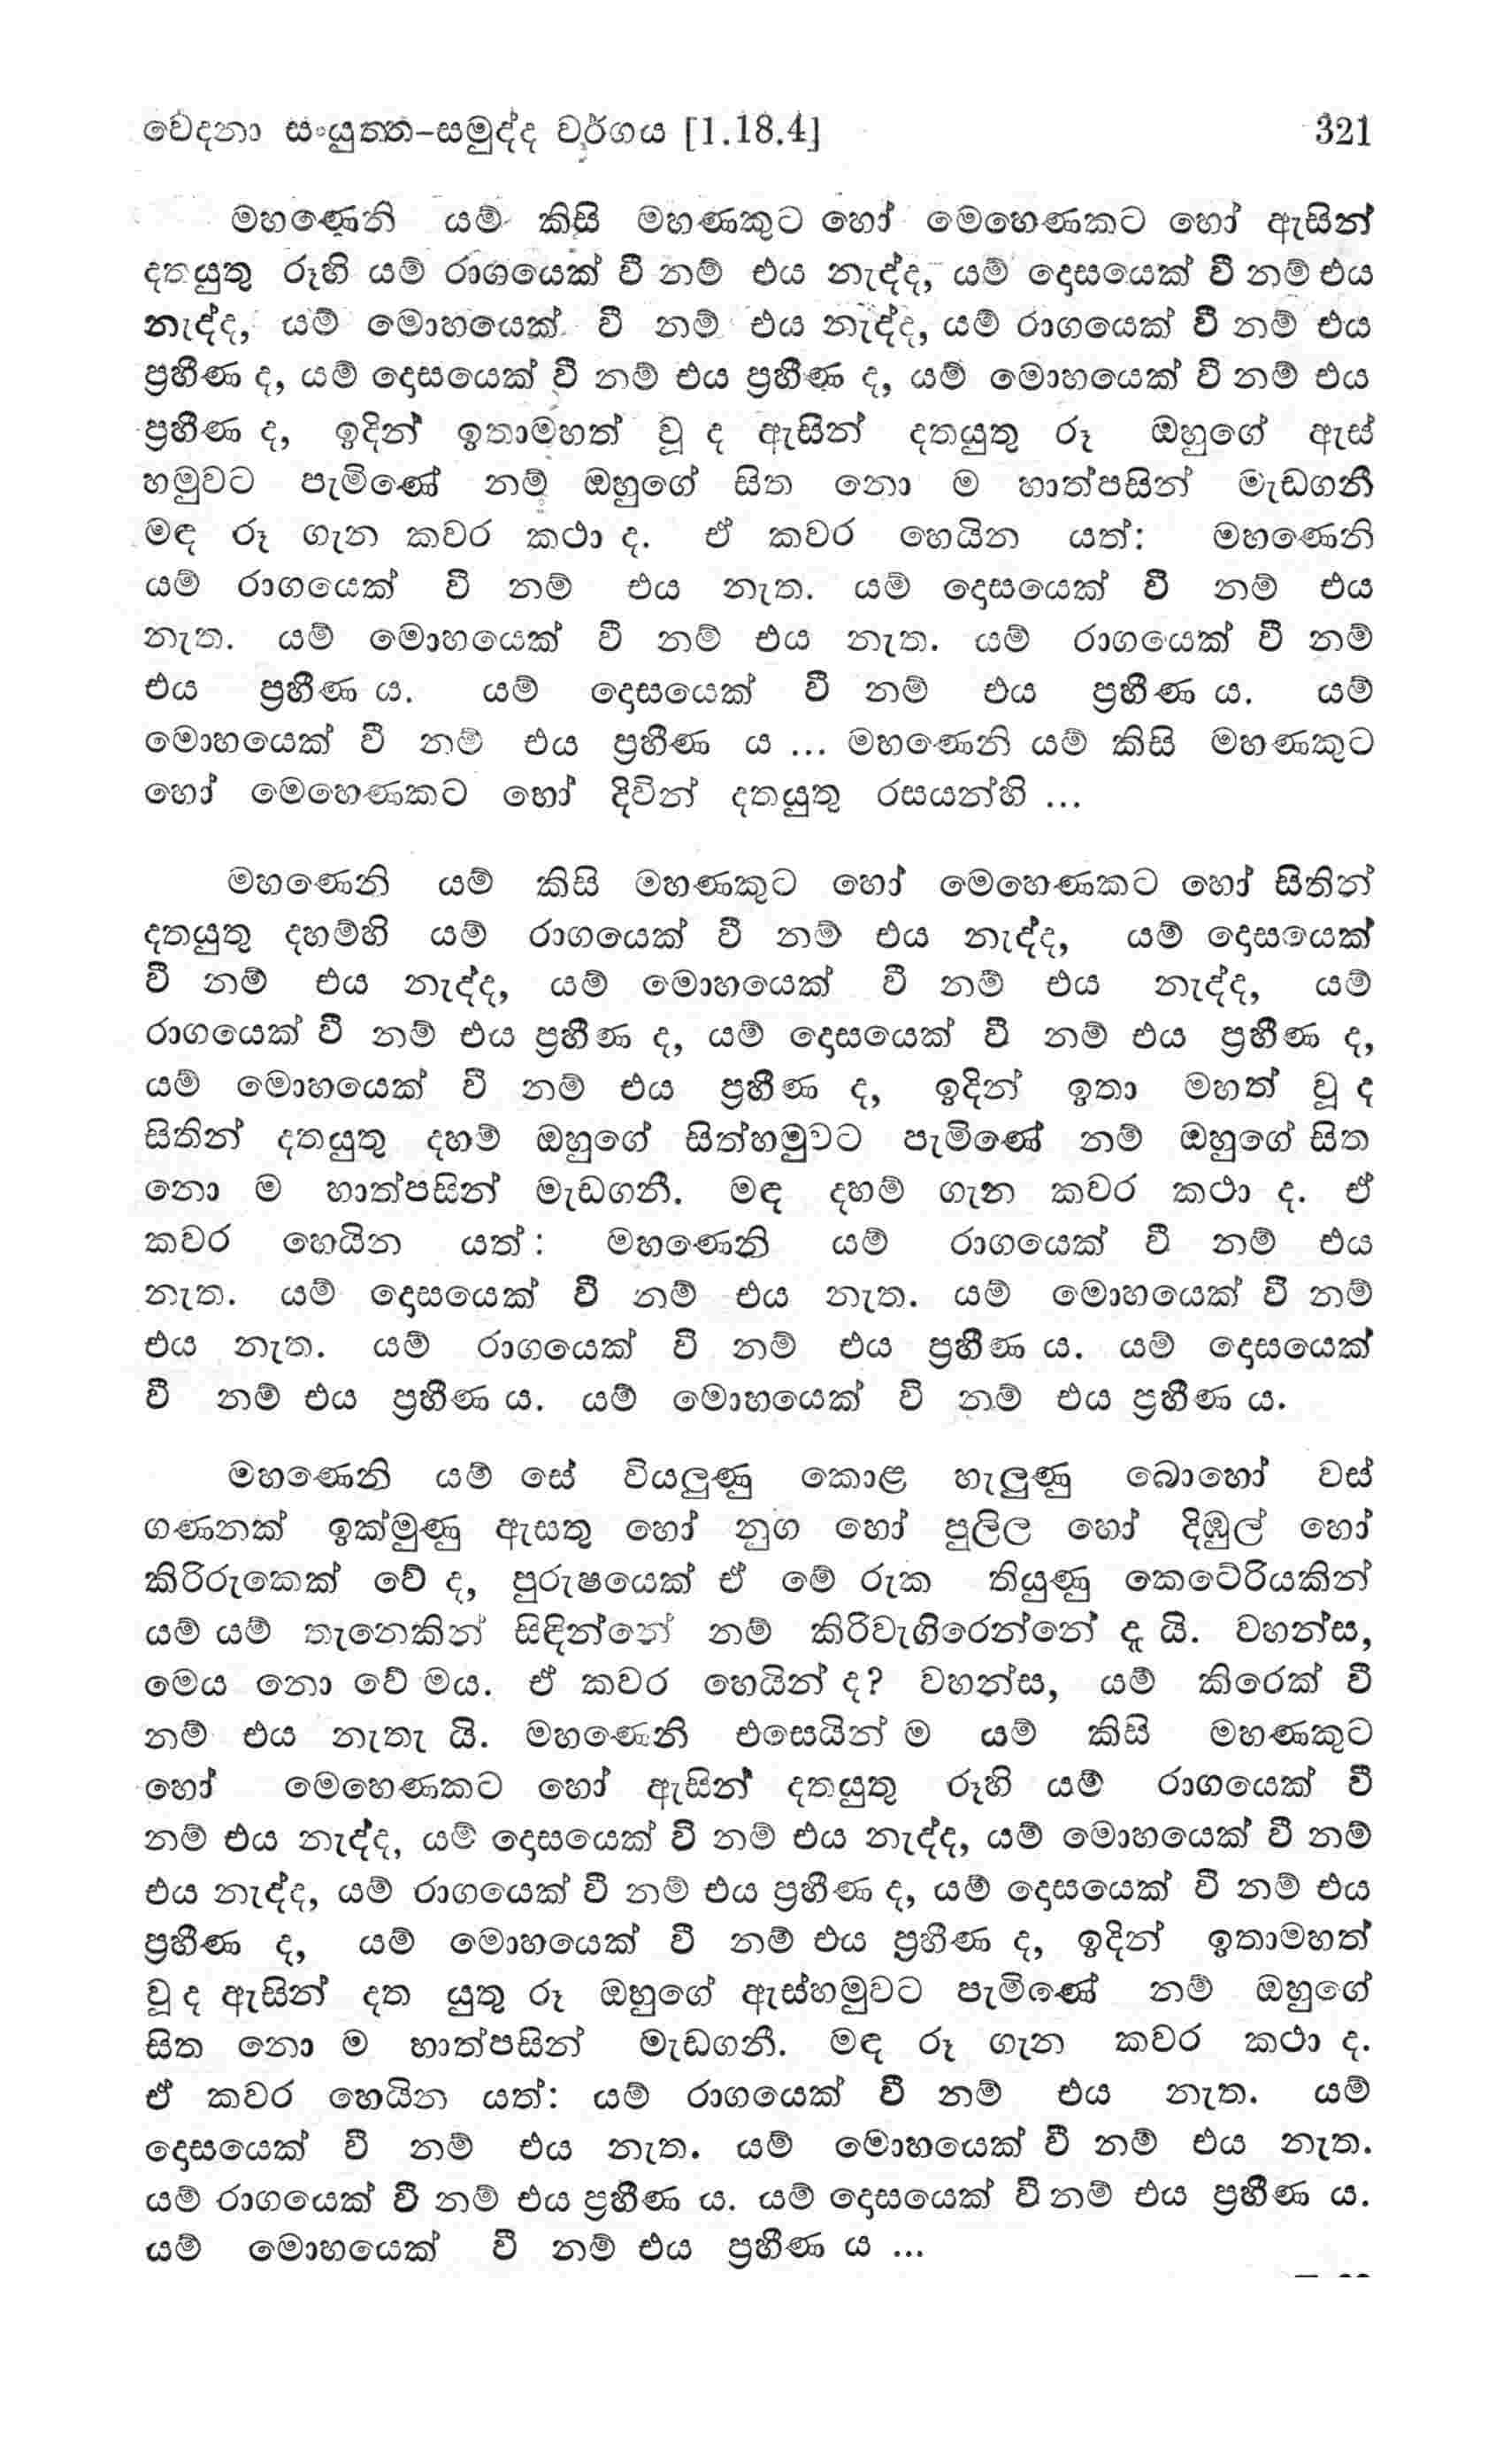 වෙදනා සංයුත්ත-සමුද්ද වර්ගය [1.18.4] 321
මහණෙනි යම් කිසි මහණකුට හෝ මෙහෙණකට හෝ ඇසින්
දතයුතු රූහි යම් රාගයෙක් වී නම් එය නැද්ද, යම් දොසයෙක් වී නම් එය
නැද්ද, යම් මොහයෙක් වී නම් එය නැද්ද, යම් රාගයෙක් වී නම් එය
ප්‍රහීණ ද, යම් දොසයෙක් වී නම් එය ප්‍රහීණ ද, යම් මොහයෙක් වී නම් එය
ප්‍රහීණ ද, ඉදින් ඉතාමහත් වූ ද ඇසින් දතයුතු රූ ඔහුගේ ඇස්
හමුවට පැමිණේ නම් ඔහුගේ සිත නො ම හාත්පසින් මැඩගනී
මඳ රූ ගැන කවර කථා ද. ඒ කවර හෙයින යත්: මහණෙනි
යම් රාගයෙක් වී නම් එය නැත. යම් දොසයෙක් වී නම් එය
නැත. යම් මොහයෙක් වී නම් එය නැත. යම් රාගයෙක් වී නම්
එය ප්‍රහීණ ය. යම් දොසයෙක් වී නම් එය ප්‍රහීණ ය. යම්
මොහයෙක් වී නම් එය ප්‍රහීණ ය ... මහණෙනි යම් කිසි මහණකුට
හෝ මෙහෙණකට හෝ දිවින් දතයුතු රසයන්හි ...
මහණෙනි යම් කිසි මහණකුට හෝ මෙහෙණකට හෝ සිතින්
දතයුතු දහම්හි යම් රාගයෙක් වී නම් එය නැද්ද, යම් දොසයෙක්
වී නම් එය නැද්ද, යම් මොහයෙක් වී නම් එය නැද්ද, යම්
රාගයෙක් වී නම් එය ප්‍රහීණ ද, යම් දොසයෙක් වී නම් එය ප්‍රහීණ ද,
යම් මොහයෙක් වී නම් එය ප්‍රහීණ ද, ඉදින් ඉතා මහත් වූ ද
සිතින් දතයුතු දහම් ඔහුගේ සිත්හමුවට පැමිණේ නම් ඔහුගේ සිත
නො ම හාත්පසින් මැඩගනී. මඳ දහම් ගැන කවර කථා ද. ඒ
කවර හෙයින යත්: මහණෙනි යම් රාගයෙක් වී නම් එය
නැත. යම් දොසයෙක් වී නම් එය නැත. යම් මොහයෙක් වී නම්
එය නැත. යම් රාගයෙක් වී නම් එය ප්‍රහීණ ය. යම් දොසයෙක්
වී නම් එය ප්‍රහීණ ය. යම් මොහයෙක් වි නම් එය ප්‍රහීණ ය.
මහණෙනි යම් සේ වියලුණු කොළ හැලුණු බොහෝ වස්
ගණනක් ඉක්මුණු ඇසතු හෝ නුග හෝ පුලිල හෝ දිඹුල් හෝ
කිරිරුකෙක් වේ ද, පුරුෂයෙක් ඒ මේ රුක තියුණු කෙටේරියකින්
යම් යම් තැනෙකින් සිඳින්නේ නම් කිරිවැගිරෙන්නේ දැ යි. වහන්ස,
මෙය නො වේ මය. ඒ කවර හෙයින් ද? වහන්ස, යම් කිරෙක් වී
නම් එය නැතැ යි. මහණෙනි එසෙයින් ම යම් කිසි මහණකුට
හෝ මෙහෙණකට හෝ ඇසින් දතයුතු රූහි යම් රාගයෙක් වී
නම් එය නැද්ද, යම් දොසයෙක් වි නම් එය නැද්ද, යම් මොහයෙක් වී නම්
එය නැද්ද, යම් රාගයෙක් වී නම් එය ප්‍රහීණ ද, යම් දොසයෙක් වී නම් එය
ප්‍රහීණ ද, යම් මොහයෙක් වී නම් එය ප්‍රහීණ ද, ඉදින් ඉතාමහත්
වූ ද ඇසින් දත යුතු රූ ඔහුගේ ඇස්හමුවට පැමිණේ නම් ඔහුගේ
සිත නො ම හාත්පසින් මැඩගනී. මඳ රූ ගැන කවර කථා ද.
ඒ කවර හෙයින යත්: යම් රාගයෙක් වී නම් එය නැත. යම්
දොසයෙක් වී නම් එය නැත. යම් මොහයෙක් වී නම් එය නැත.
යම් රාගයෙක් වී නම් එය ප්‍රහීණ ය. යම් දොසයෙක් වී නම් එය ප්‍රහීණ ය.
යම් මොහයෙක් වී නම් එය ප්‍රහීණ ය ...